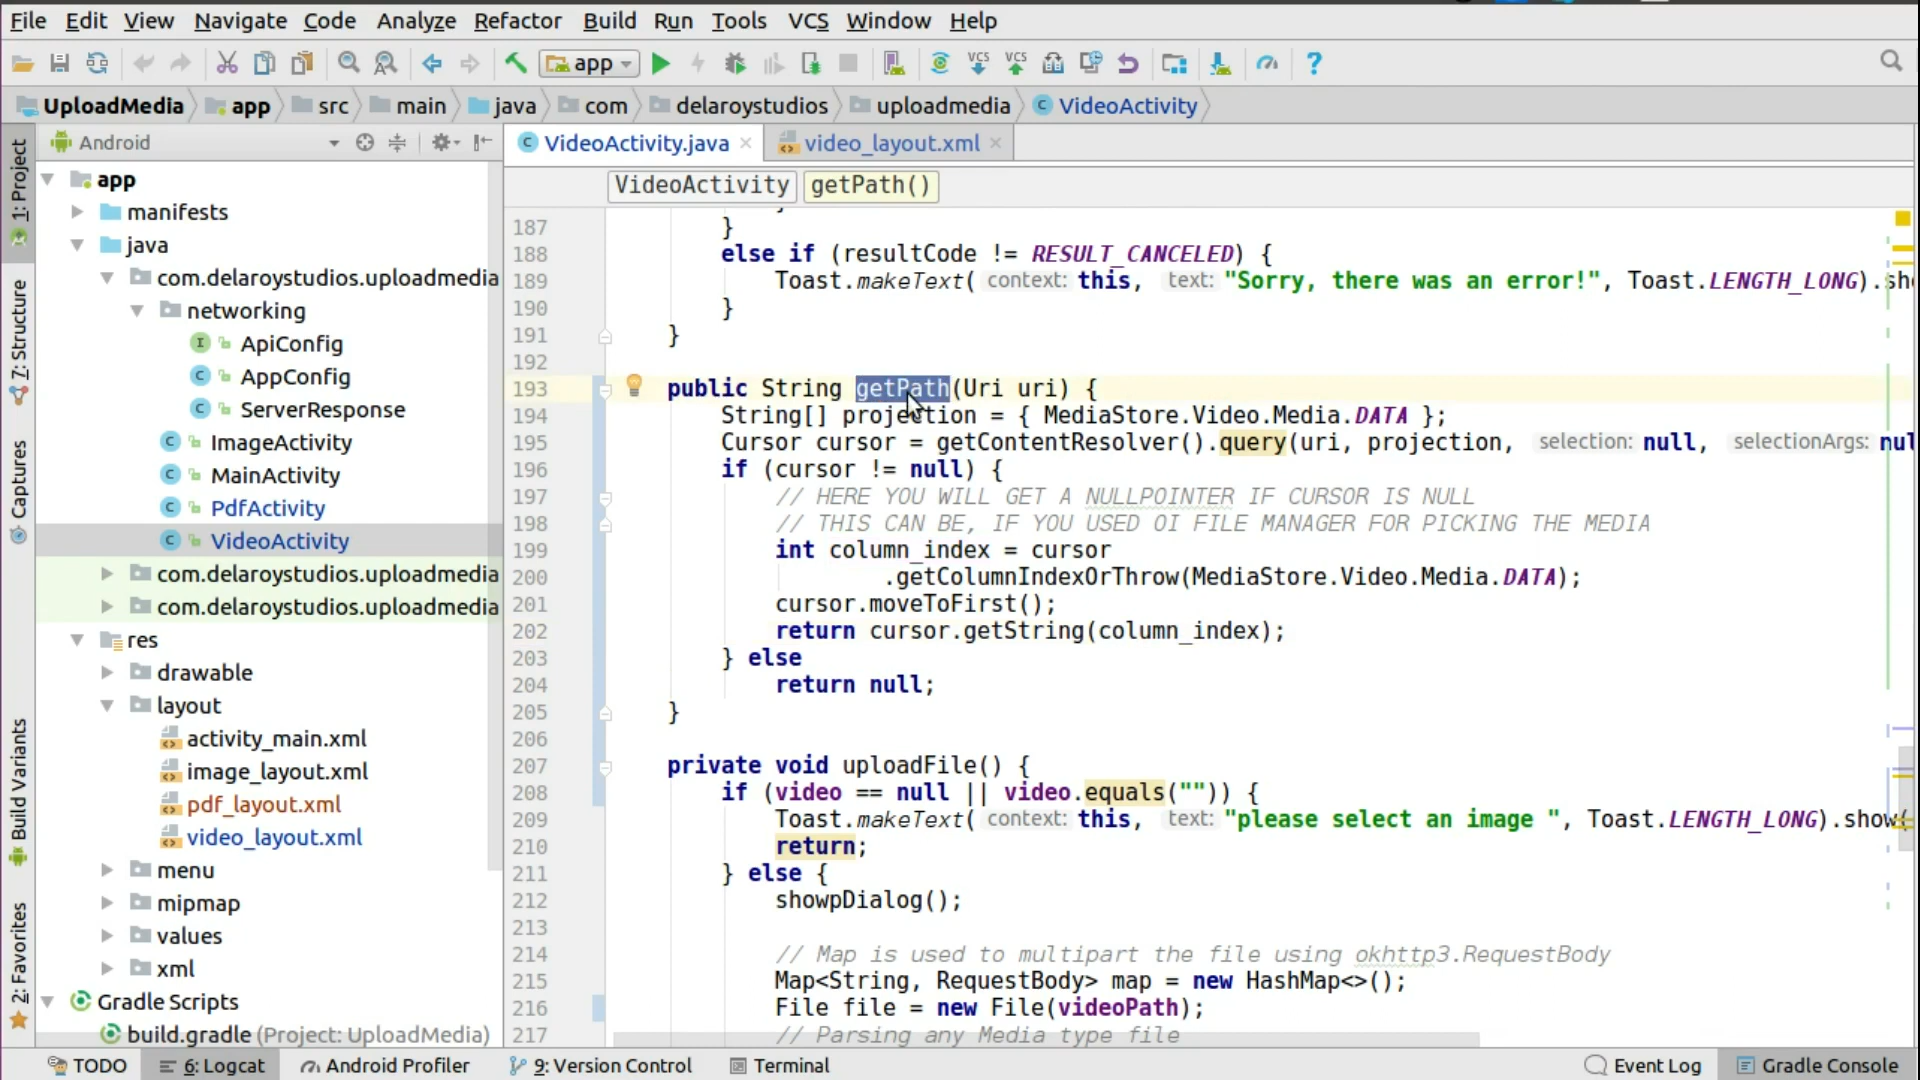 File Edit View Navigate Code Analyze Refactor Build Run Tools VCS Window Help
app VCS VCS ?
UploadMedia app src main java com delaroystudios uploadmedia VideoActivity
Android
VideoActivity.java video_layout.xml
VideoActivity getPath()
1: Project
7: Structure
Captures
Build Variants
2: Favorites
app
manifests
java
com.delaroystudios.uploadmedia
networking
ApiConfig
AppConfig
ServerResponse
ImageActivity
MainActivity
PdfActivity
VideoActivity
com.delaroystudios.uploadmedia
com.delaroystudios.uploadmedia
res
drawable
layout
activity_main.xml
image_layout.xml
pdf_layout.xml
video_layout.xml
menu
mipmap
values
xml
Gradle Scripts
build.gradle (Project: UploadMedia)
187 }
188 else if (resultCode != RESULT_CANCELED) {
189 Toast.makeText( context: this, text: "Sorry, there was an error!", Toast.LENGTH_LONG).sh
190 }
191 }
192
193 public String getPath(Uri uri) {
194 String[] projection = { MediaStore.Video.Media.DATA };
195 Cursor cursor = getContentResolver().query(uri, projection, selection: null, selectionArgs: nul
196 if (cursor != null) {
197 // HERE YOU WILL GET A NULLPOINTER IF CURSOR IS NULL
198 // THIS CAN BE, IF YOU USED OI FILE MANAGER FOR PICKING THE MEDIA
199 int column_index = cursor
200 .getColumnIndexOrThrow(MediaStore.Video.Media.DATA);
201 cursor.moveToFirst();
202 return cursor.getString(column_index);
203 } else
204 return null;
205 }
206
207 private void uploadFile() {
208 if (video == null || video.equals("")) {
209 Toast.makeText( context: this, text: "please select an image ", Toast.LENGTH_LONG).show(
210 return;
211 } else {
212 showpDialog();
213
214 // Map is used to multipart the file using okhttp3.RequestBody
215 Map<String, RequestBody> map = new HashMap<>();
216 File file = new File(videoPath);
217 // Parsing any Media type file
TODO 6: Logcat Android Profiler 9: Version Control Terminal Event Log Gradle Console